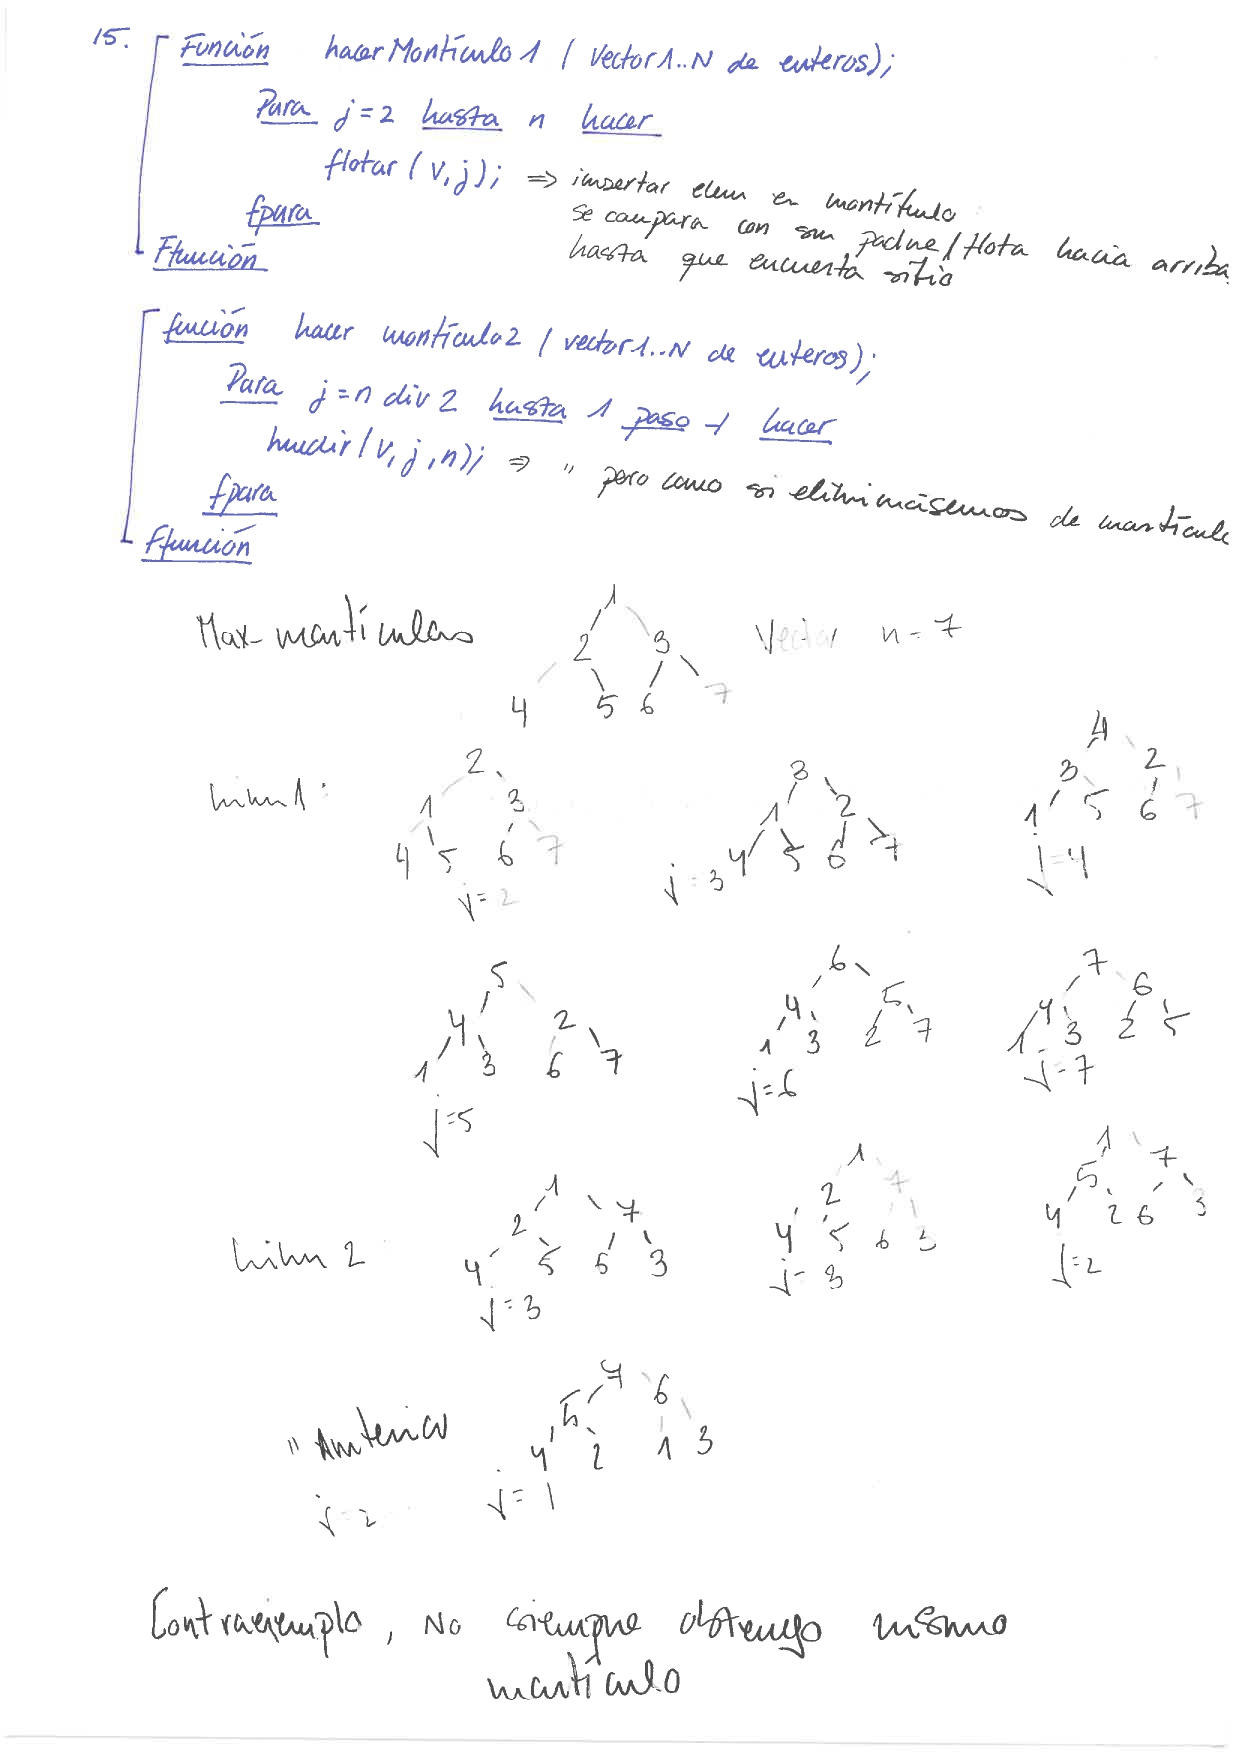 15. Función hacerMontículo 1 (Vector1..N de enteros);
Para j=2 hasta n hacer
flotar (v,j); => insertar elem en montículo
se compara con su padre / flota hacia arriba
hasta que encuenta sitio
fpara
Ffunción
función hacer montículo2 (vector1..N de enteros);
Para j=n div 2 hasta 1 paso -1 hacer
hundir (v,j,n); => " pero como si eliminásemos de
fpara
Ffunción
Max-montículos
Vector n=7
1
2 3
4 5 6 7
2
1 3
4 5 6 7
j=2
3
1 2
4 5 6 7
j=3
4
3 2
1 5 6 7
j=4
5
4 2
1 3 6 7
j=5
6
4 5
1 3 2 7
j=6
7
4 6
1 3 2 5
j=7
1
2 7
4 5 6 3
j=3
1
2 7
4 5 6 3
j=3
1
5 7
4 2 6 3
j=2
" Anterior
j=2
7
5 6
4 2 1 3
j=1
Contraejemplo, No siempre obtengo mismo
montículo